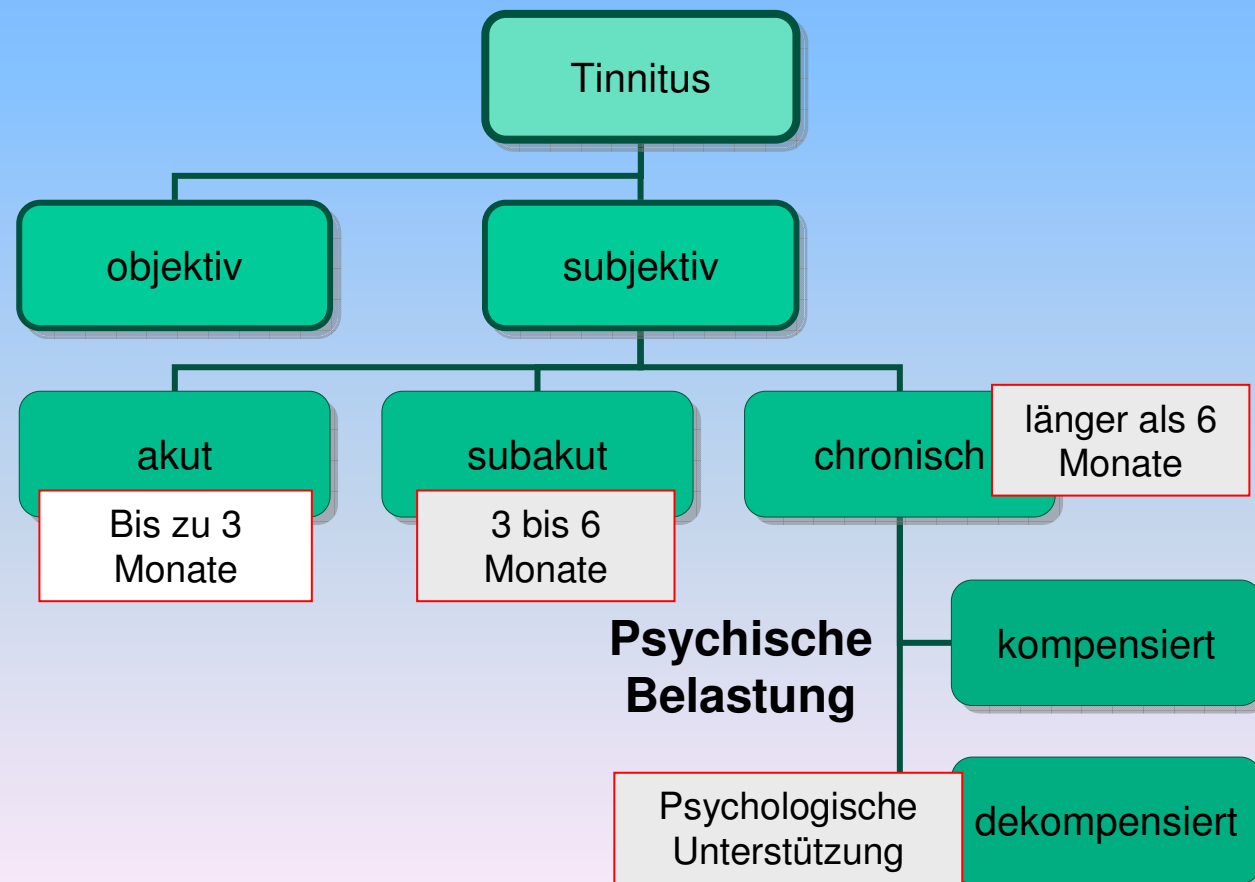 Tinnitus
objektiv
subjektiv
akut
Bis zu 3
Monate
subakut
3 bis 6
Monate
chronisch
länger als 6
Monate
Psychische
Belastung
kompensiert
Psychologische
Unterstützung
dekompensiert